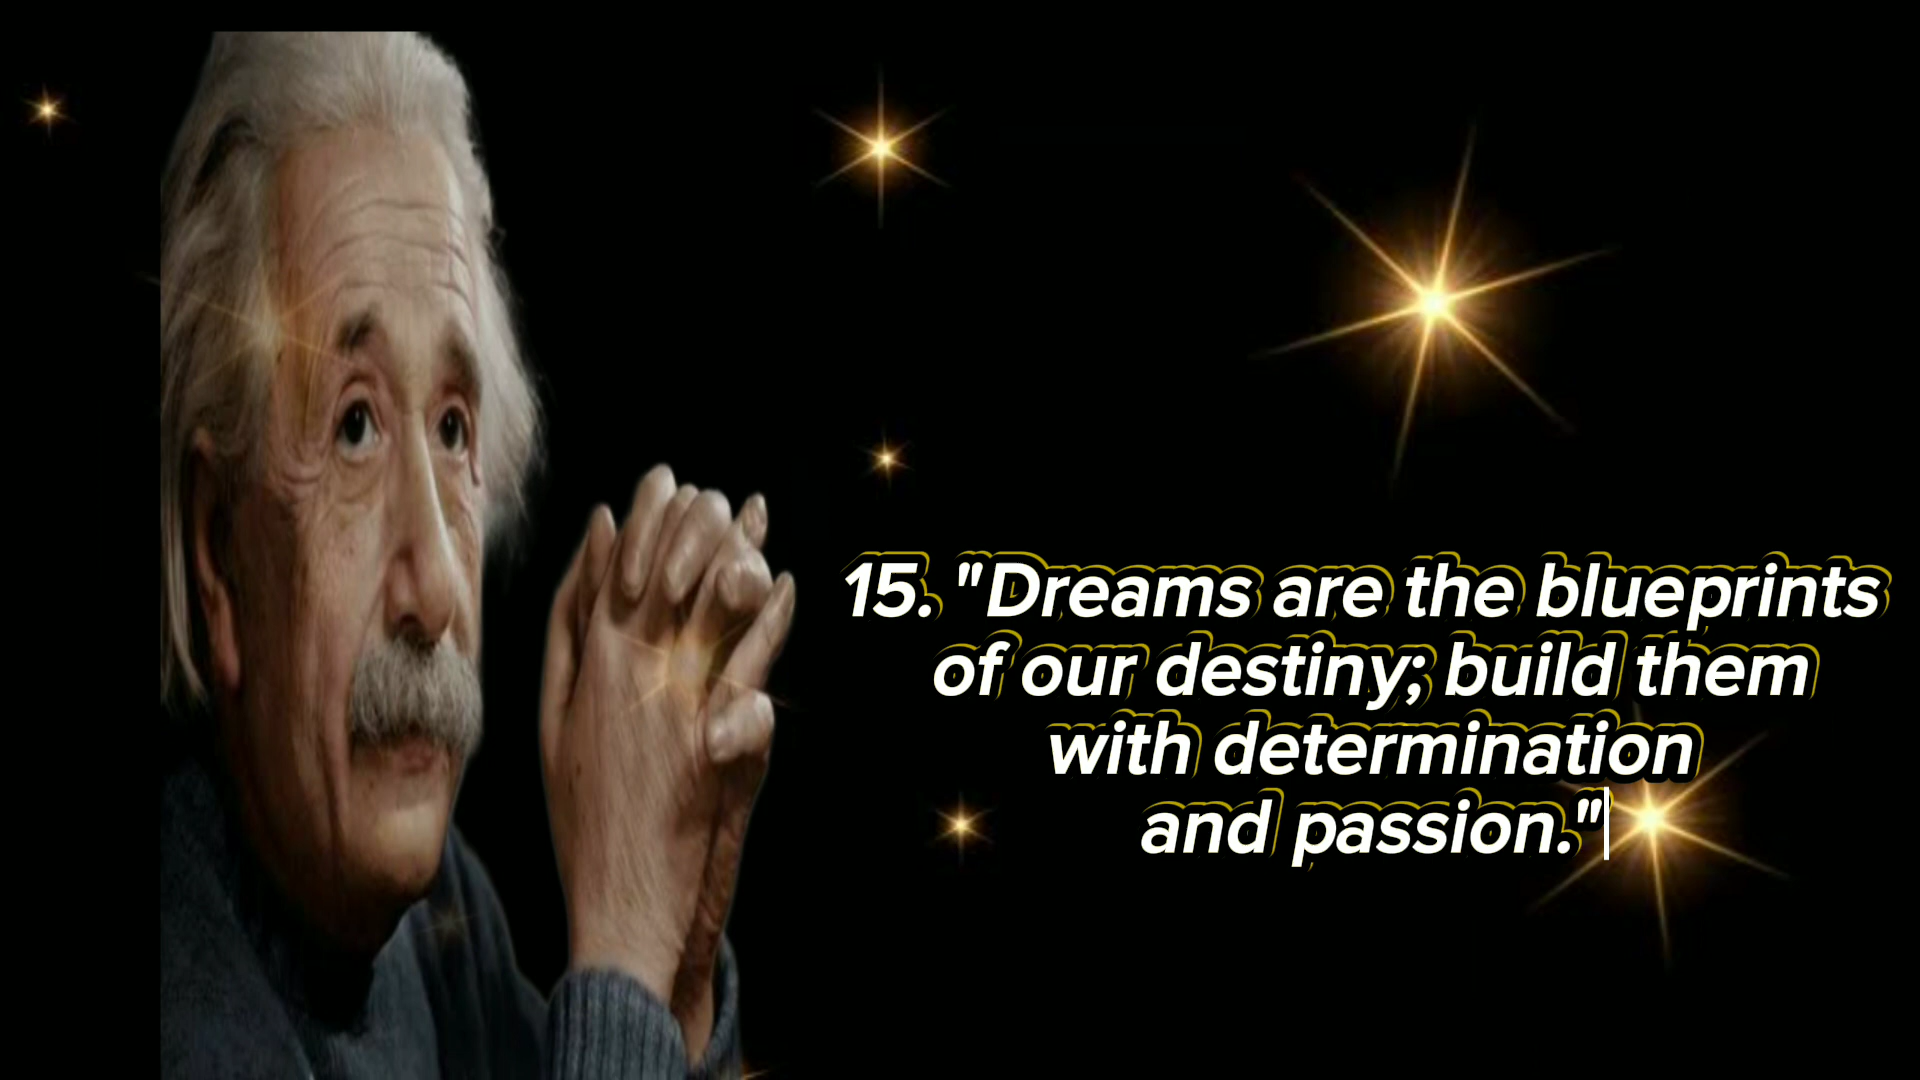 15. "Dreams are the blueprints
of our destiny; build them
with determination
and passion."